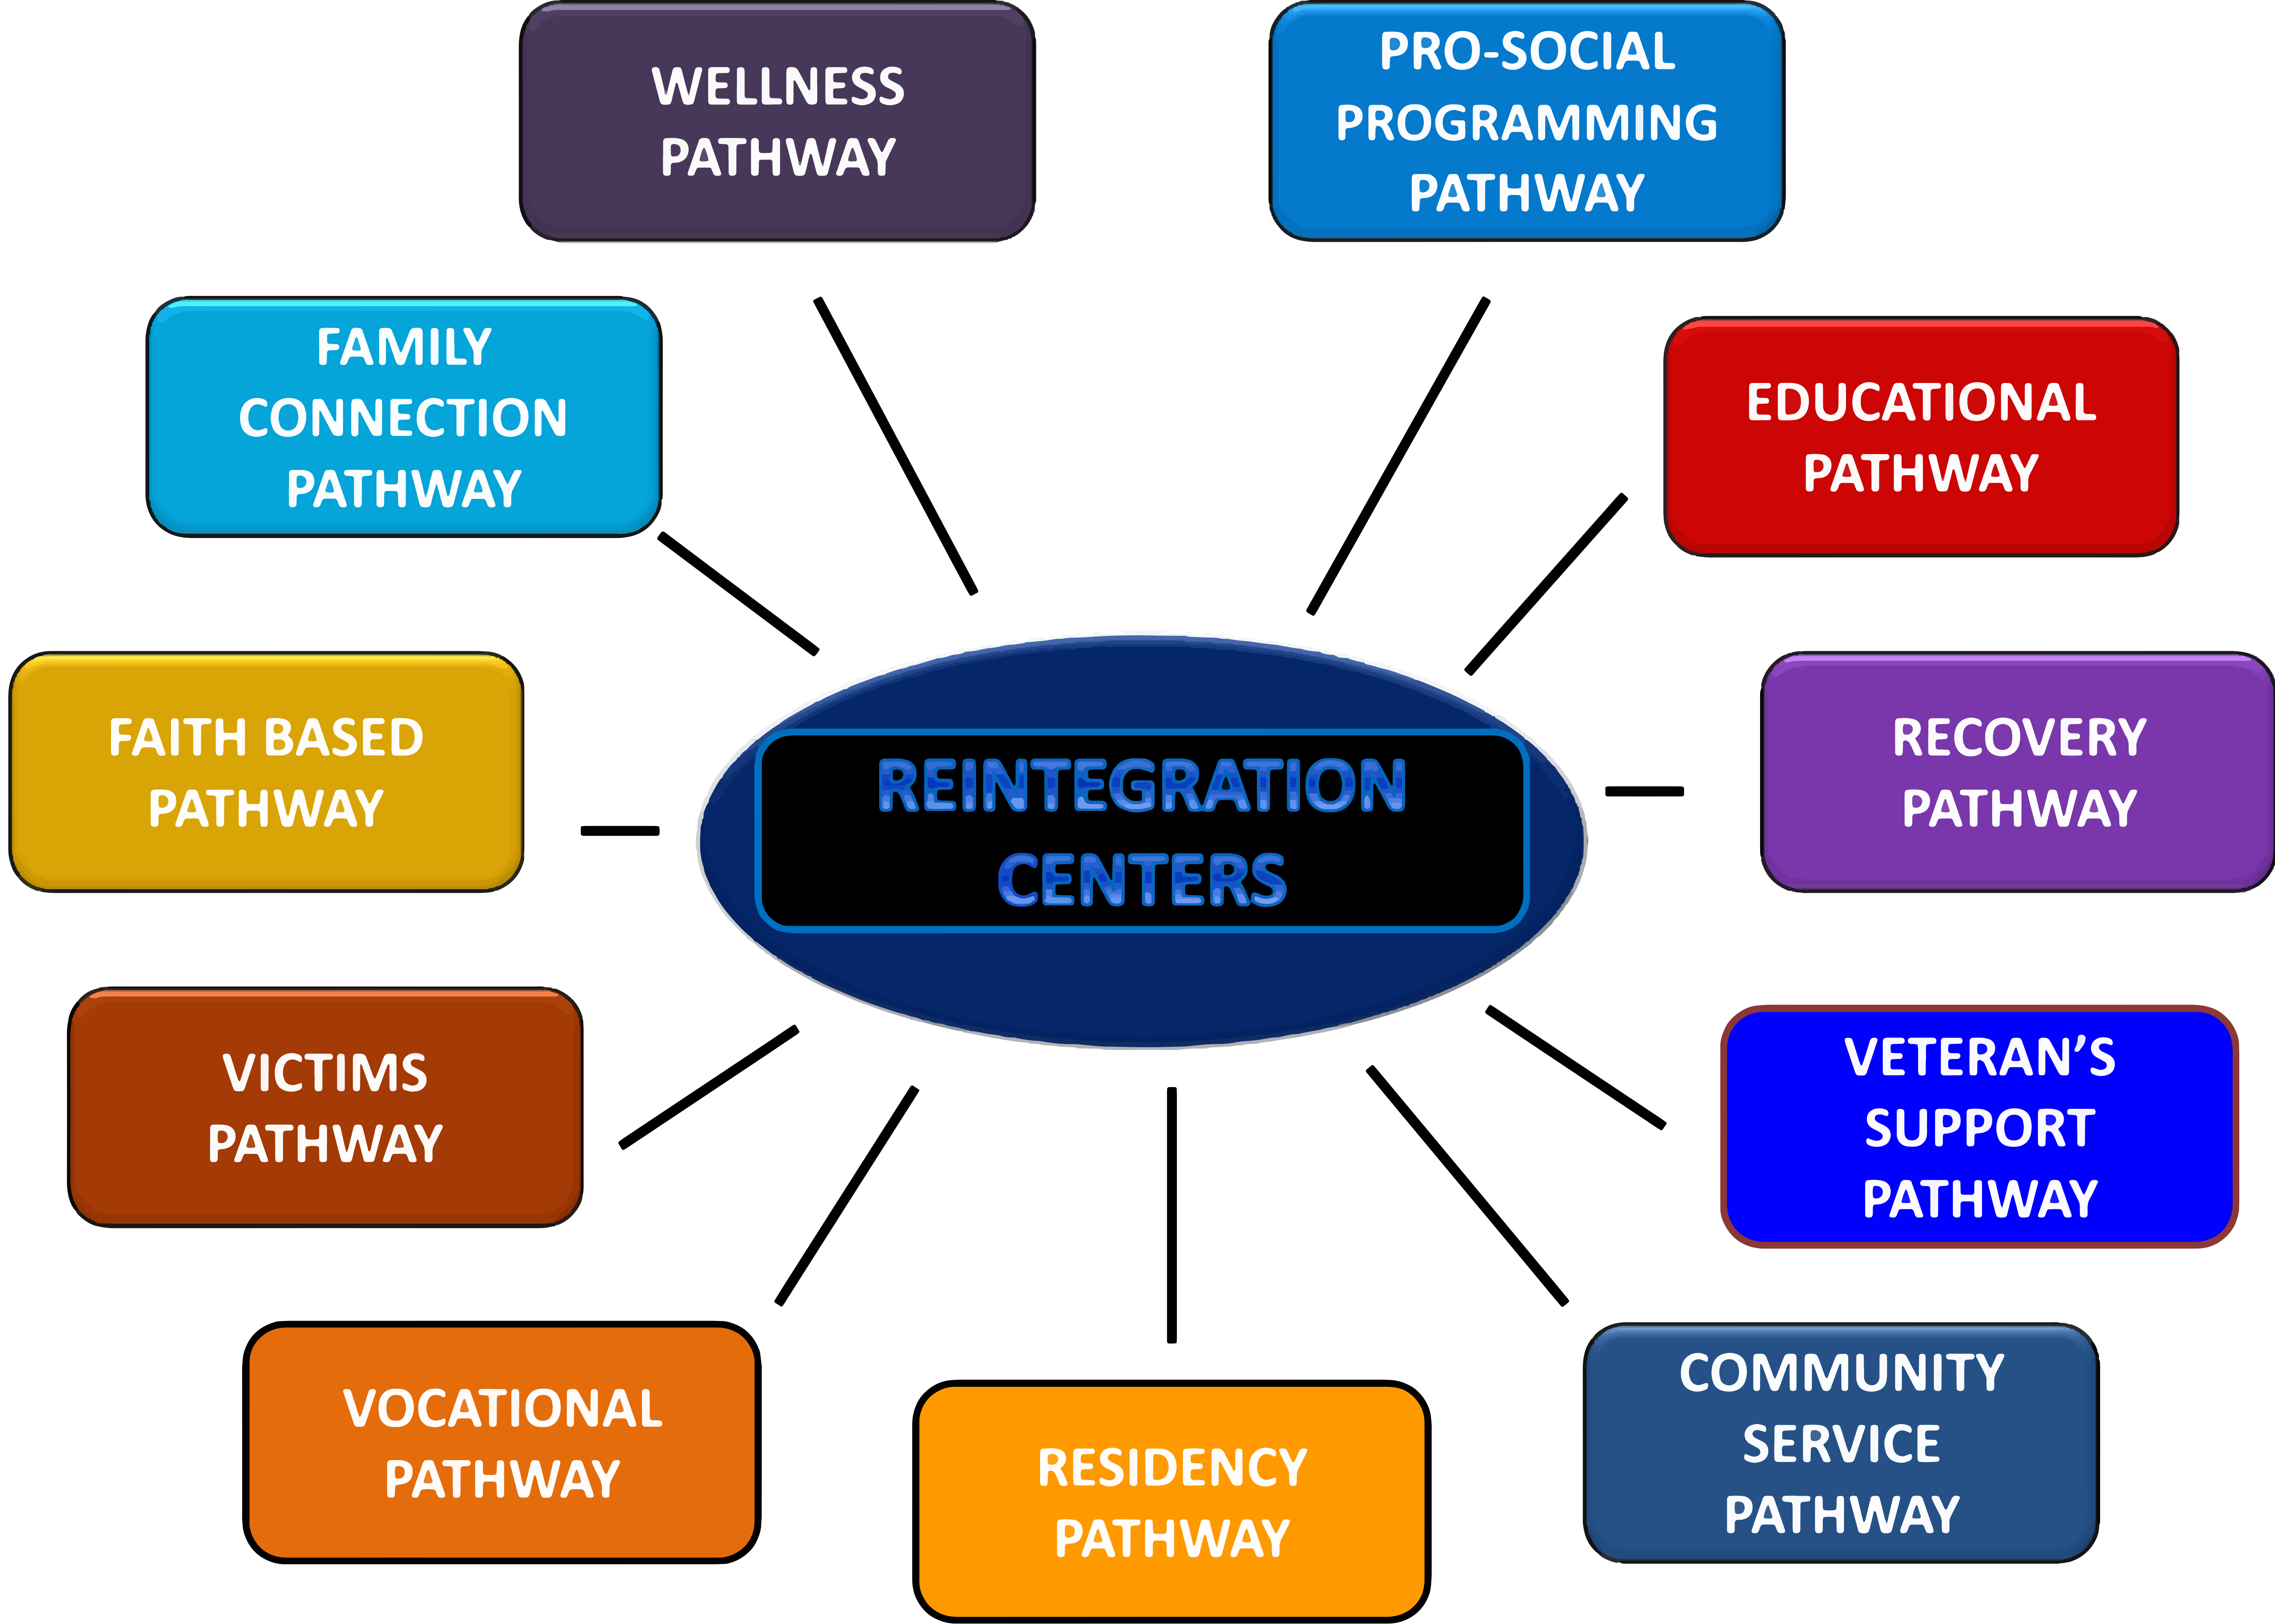 WELLNESS
PATHWAY
PRO-SOCIAL
PROGRAMMING
PATHWAY
FAMILY
CONNECTION
PATHWAY
EDUCATIONAL
PATHWAY
FAITH BASED
PATHWAY
REINTEGRATION
CENTERS
RECOVERY
PATHWAY
VICTIMS
PATHWAY
VETERAN’S
SUPPORT
PATHWAY
VOCATIONAL
PATHWAY
RESIDENCY
PATHWAY
COMMUNITY
SERVICE
PATHWAY